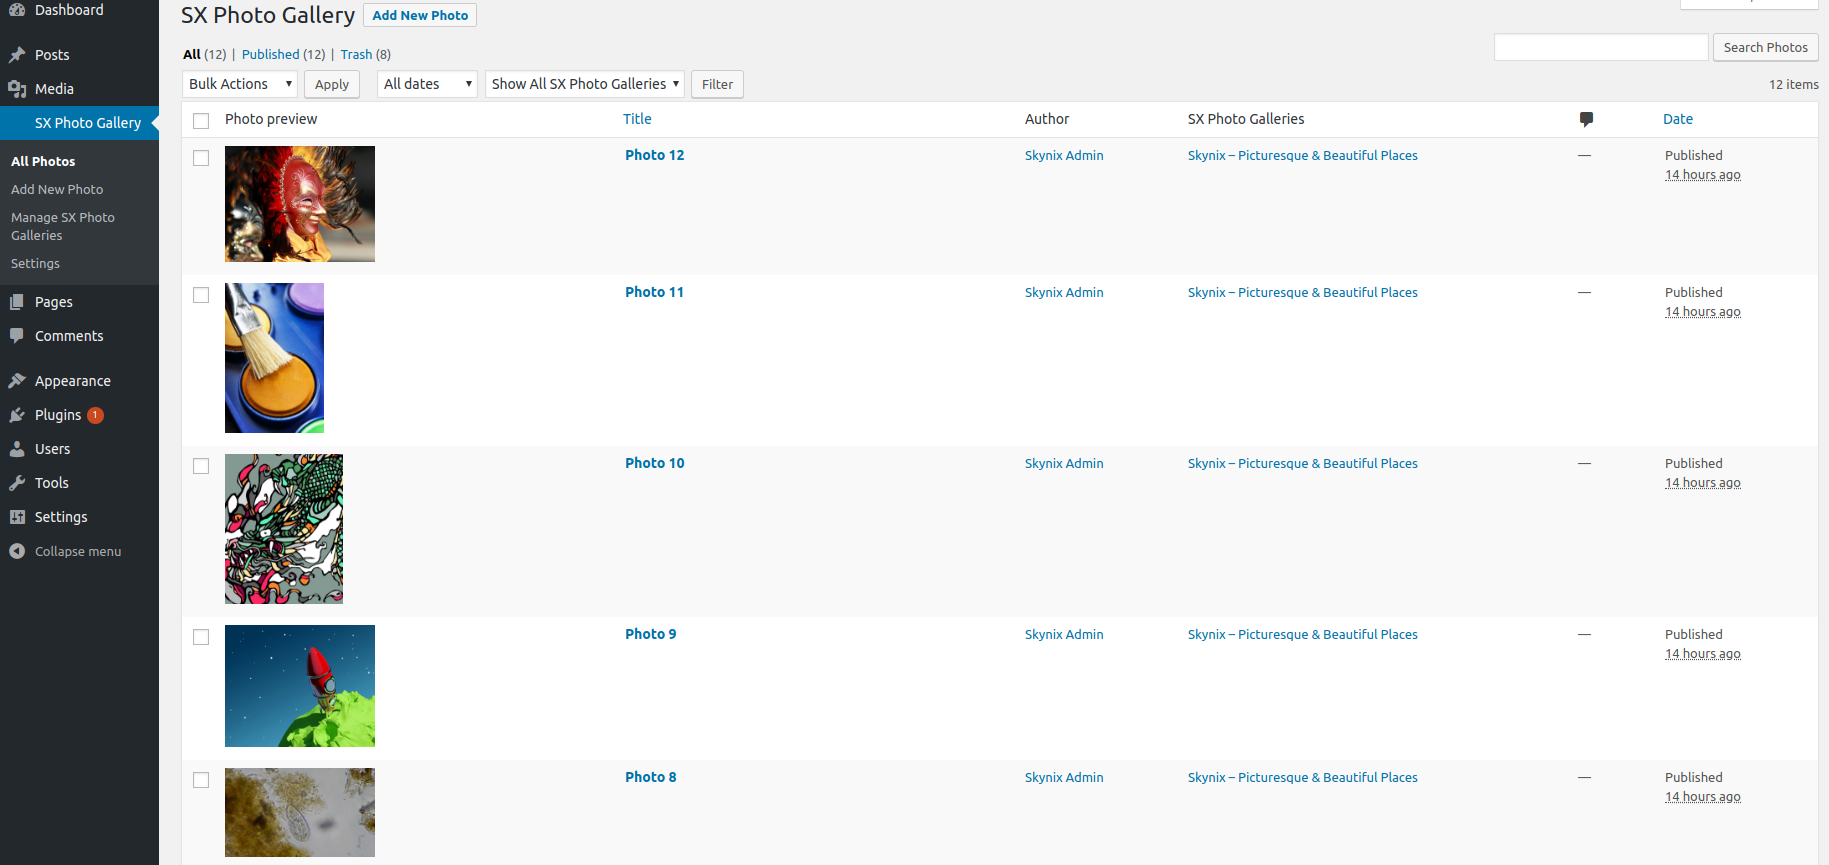 Dashboard
Posts
Media
SX Photo Gallery
All Photos
Add New Photo
Manage SX Photo
Galleries
Settings
Pages
Comments
Appearance
Plugins 1
Users
Tools
Settings
Collapse menu
SX Photo Gallery Add New Photo
All (12) | Published (12) | Trash (8)
Search Photos
Bulk Actions Apply All dates Show All SX Photo Galleries Filter
12 items
Photo preview Title Author SX Photo Galleries Date
Photo 12 Skynix Admin Skynix – Picturesque & Beautiful Places — Published
14 hours ago
Photo 11 Skynix Admin Skynix – Picturesque & Beautiful Places — Published
14 hours ago
Photo 10 Skynix Admin Skynix – Picturesque & Beautiful Places — Published
14 hours ago
Photo 9 Skynix Admin Skynix – Picturesque & Beautiful Places — Published
14 hours ago
Photo 8 Skynix Admin Skynix – Picturesque & Beautiful Places — Published
14 hours ago